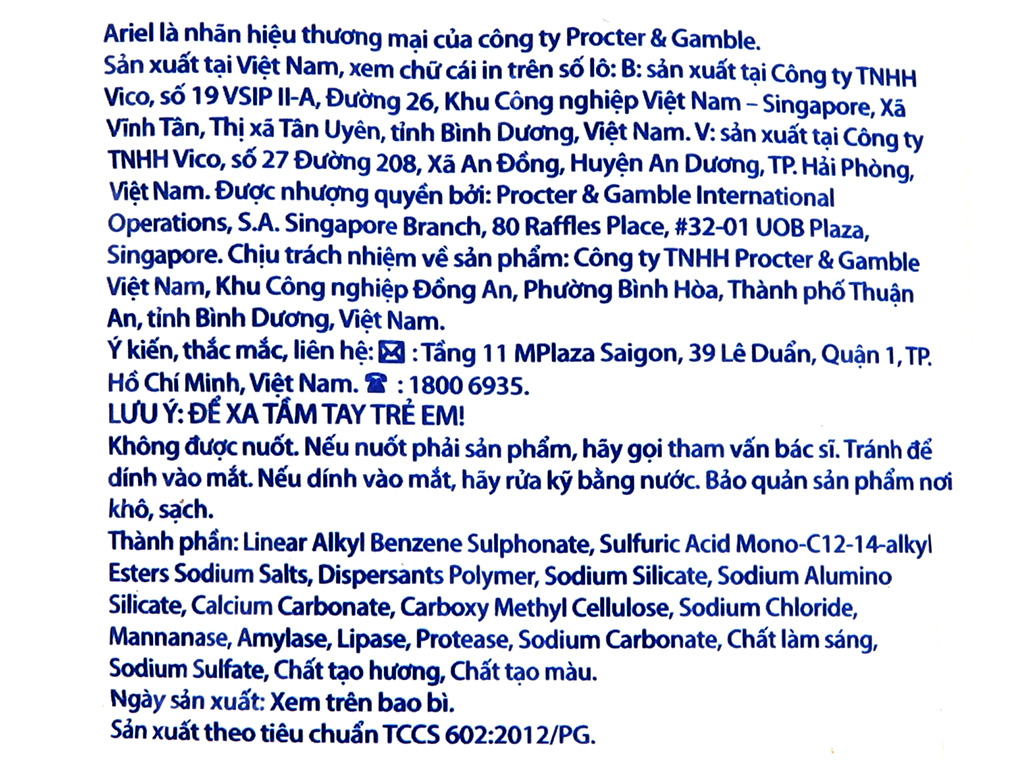 Ariel là nhãn hiệu thương mại của công ty Procter & Gamble.
Sản xuất tại Việt Nam, xem chữ cái in trên số lô: B: sản xuất tại Công ty TNHH
Vico, số 19 VSIP II-A, Đường 26, Khu Công nghiệp Việt Nam – Singapore, Xã
Vĩnh Tân, Thị xã Tân Uyên, tỉnh Bình Dương, Việt Nam. V: sản xuất tại Công ty
TNHH Vico, số 27 Đường 208, Xã An Đồng, Huyện An Dương, TP. Hải Phòng,
Việt Nam. Được nhượng quyền bởi: Procter & Gamble International
Operations, S.A. Singapore Branch, 80 Raffles Place, #32-01 UOB Plaza,
Singapore. Chịu trách nhiệm về sản phẩm: Công ty TNHH Procter & Gamble
Việt Nam, Khu Công nghiệp Đồng An, Phường Bình Hòa, Thành phố Thuận
An, tỉnh Bình Dương, Việt Nam.
Ý kiến, thắc mắc, liên hệ: : Tầng 11 MPlaza Saigon, 39 Lê Duẩn, Quận 1, TP.
Hồ Chí Minh, Việt Nam. : 1800 6935.
LƯU Ý: ĐỂ XA TẦM TAY TRẺ EM!
Không được nuốt. Nếu nuốt phải sản phẩm, hãy gọi tham vấn bác sĩ. Tránh để
dính vào mắt. Nếu dính vào mắt, hãy rửa kỹ bằng nước. Bảo quản sản phẩm nơi
khô, sạch.
Thành phần: Linear Alkyl Benzene Sulphonate, Sulfuric Acid Mono-C12-14-alkyl
Esters Sodium Salts, Dispersants Polymer, Sodium Silicate, Sodium Alumino
Silicate, Calcium Carbonate, Carboxy Methyl Cellulose, Sodium Chloride,
Mannanase, Amylase, Lipase, Protease, Sodium Carbonate, Chất làm sáng,
Sodium Sulfate, Chất tạo hương, Chất tạo màu.
Ngày sản xuất: Xem trên bao bì.
Sản xuất theo tiêu chuẩn TCCS 602:2012/PG.